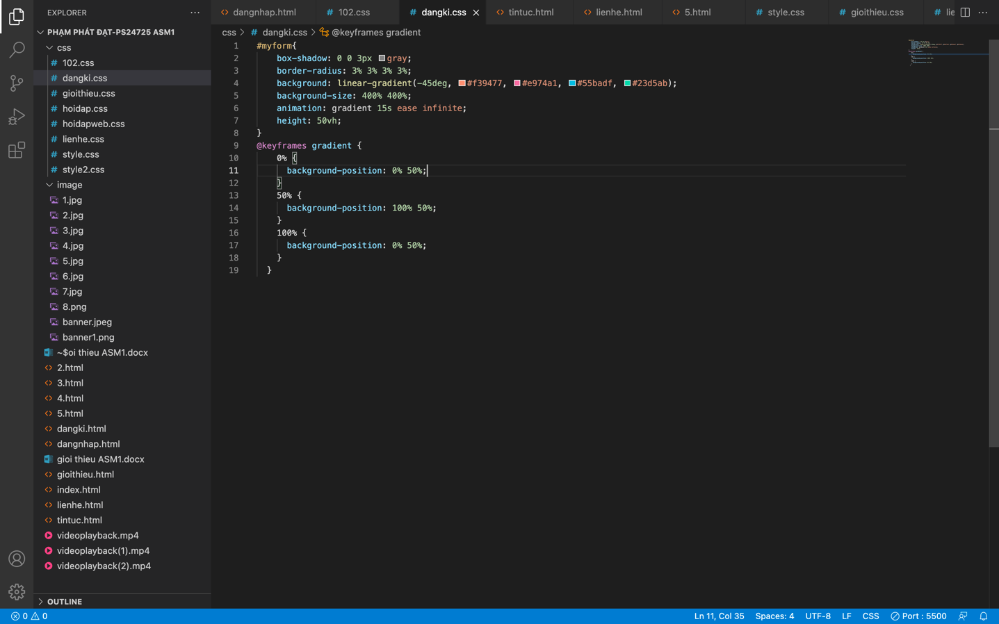 EXPLORER
PHẠM PHÁT ĐẠT-PS24725 ASM1
css
102.css
dangki.css
gioithieu.css
hoidap.css
hoidapweb.css
lienhe.css
style.css
style2.css
image
1.jpg
2.jpg
3.jpg
4.jpg
5.jpg
6.jpg
7.jpg
8.png
banner.jpeg
banner1.png
~$oi thieu ASM1.docx
2.html
3.html
4.html
5.html
dangki.html
dangnhap.html
gioi thieu ASM1.docx
gioithieu.html
index.html
lienhe.html
tintuc.html
videoplayback.mp4
videoplayback(1).mp4
videoplayback(2).mp4
OUTLINE
dangnhap.html # 102.css # dangki.css tintuc.html lienhe.html 5.html # style.css # gioithieu.css # lie
css > # dangki.css > @keyframes gradient
1 #myform{
2 box-shadow: 0 0 3px gray;
3 border-radius: 3% 3% 3% 3%;
4 background: linear-gradient(-45deg, #f39477, #e974a1, #55badf, #23d5ab);
5 background-size: 400% 400%;
6 animation: gradient 15s ease infinite;
7 height: 50vh;
8 }
9 @keyframes gradient {
10 0% {
11 background-position: 0% 50%;
12 }
13 50% {
14 background-position: 100% 50%;
15 }
16 100% {
17 background-position: 0% 50%;
18 }
19 }
0 0 Ln 11, Col 35 Spaces: 4 UTF-8 LF CSS Port : 5500